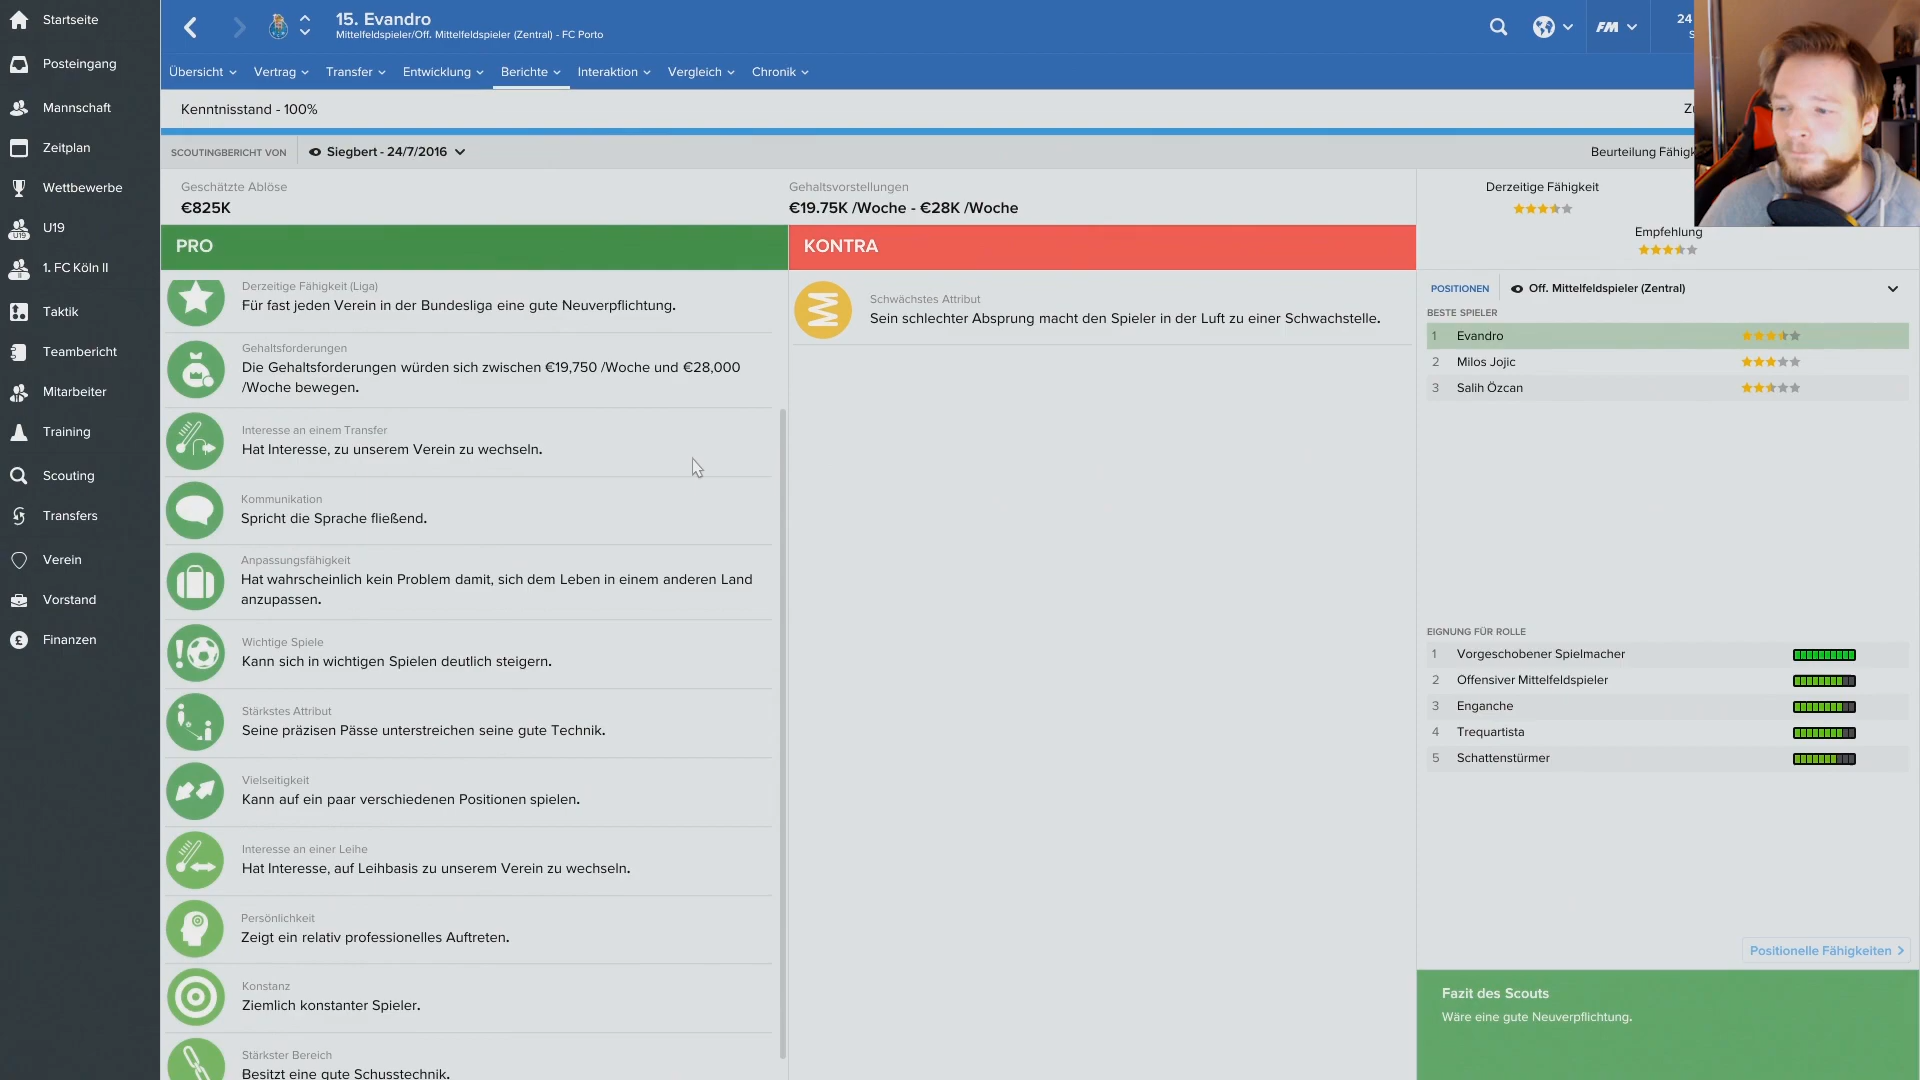 Startseite
Posteingang
Mannschaft
Zeitplan
Wettbewerbe
U19
1. FC Köln II
Taktik
Teambericht
Mitarbeiter
Training
Scouting
Transfers
Verein
Vorstand
Finanzen
15. Evandro
Mittelfeldspieler/Off. Mittelfeldspieler (Zentral) - FC Porto
FM
24
Übersicht
Vertrag
Transfer
Entwicklung
Berichte
Interaktion
Vergleich
Chronik
Kenntnisstand - 100%
SCOUTINGBERICHT VON
Siegbert - 24/7/2016
Beurteilung
Geschätzte Ablöse
€825K
Gehaltsvorstellungen
€19.75K /Woche - €28K /Woche
PRO
Derzeitige Fähigkeit (Liga)
Für fast jeden Verein in der Bundesliga eine gute Neuverpflichtung.
Gehaltsforderungen
Die Gehaltsforderungen würden sich zwischen €19,750 /Woche und €28,000
/Woche bewegen.
Interesse an einem Transfer
Hat Interesse, zu unserem Verein zu wechseln.
Kommunikation
Spricht die Sprache fließend.
Anpassungsfähigkeit
Hat wahrscheinlich kein Problem damit, sich dem Leben in einem anderen Land
anzupassen.
Wichtige Spiele
Kann sich in wichtigen Spielen deutlich steigern.
Stärkstes Attribut
Seine präzisen Pässe unterstreichen seine gute Technik.
Vielseitigkeit
Kann auf ein paar verschiedenen Positionen spielen.
Interesse an einer Leihe
Hat Interesse, auf Leihbasis zu unserem Verein zu wechseln.
Persönlichkeit
Zeigt ein relativ professionelles Auftreten.
Konstanz
Ziemlich konstanter Spieler.
Stärkster Bereich
Besitzt eine gute Schusstechnik.
KONTRA
Schwächstes Attribut
Sein schlechter Absprung macht den Spieler in der Luft zu einer Schwachstelle.
Derzeitige Fähigkeit
Empfehlung
POSITIONEN
Off. Mittelfeldspieler (Zentral)
BESTE SPIELER
1 Evandro
2 Milos Jojic
3 Salih Özcan
EIGNUNG FÜR ROLLE
1 Vorgeschobener Spielmacher
2 Offensiver Mittelfeldspieler
3 Enganche
4 Trequartista
5 Schattenstürmer
Positionelle Fähigkeiten
Fazit des Scouts
Wäre eine gute Neuverpflichtung.